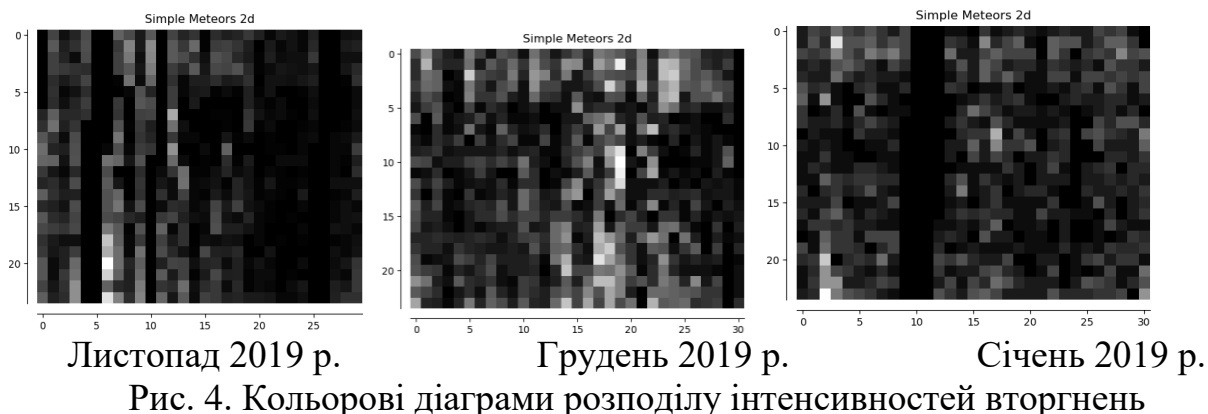 Simple Meteors 2d
0
5
10
15
20
0 5 10 15 20 25
Simple Meteors 2d
0
5
10
15
20
0 5 10 15 20 25 30
Simple Meteors 2d
0
5
10
15
20
0 5 10 15 20 25 30
Листопад 2019 р. Грудень 2019 р. Січень 2019 р.
Рис. 4. Кольорові діаграми розподілу інтенсивностей вторгнень